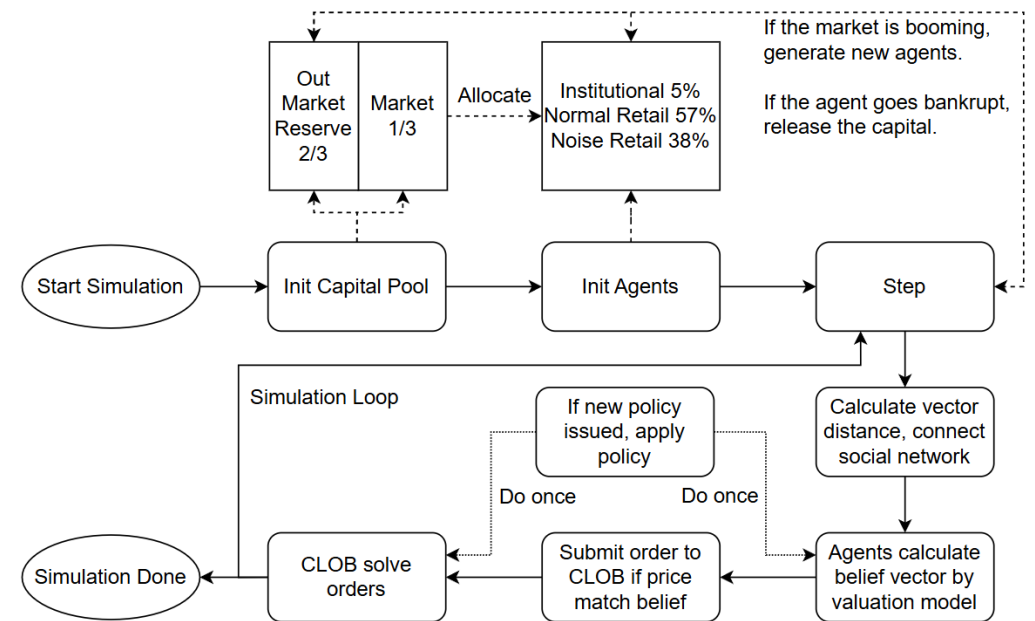 If the market is booming,
generate new agents.
If the agent goes bankrupt,
release the capital.
Out
Market
Reserve
2/3
Market
1/3
Allocate
Institutional 5%
Normal Retail 57%
Noise Retail 38%
Start Simulation
Init Capital Pool
Init Agents
Step
Simulation Loop
If new policy
issued, apply
policy
Calculate vector
distance, connect
social network
Do once
Do once
Simulation Done
CLOB solve
orders
Submit order to
CLOB if price
match belief
Agents calculate
belief vector by
valuation model